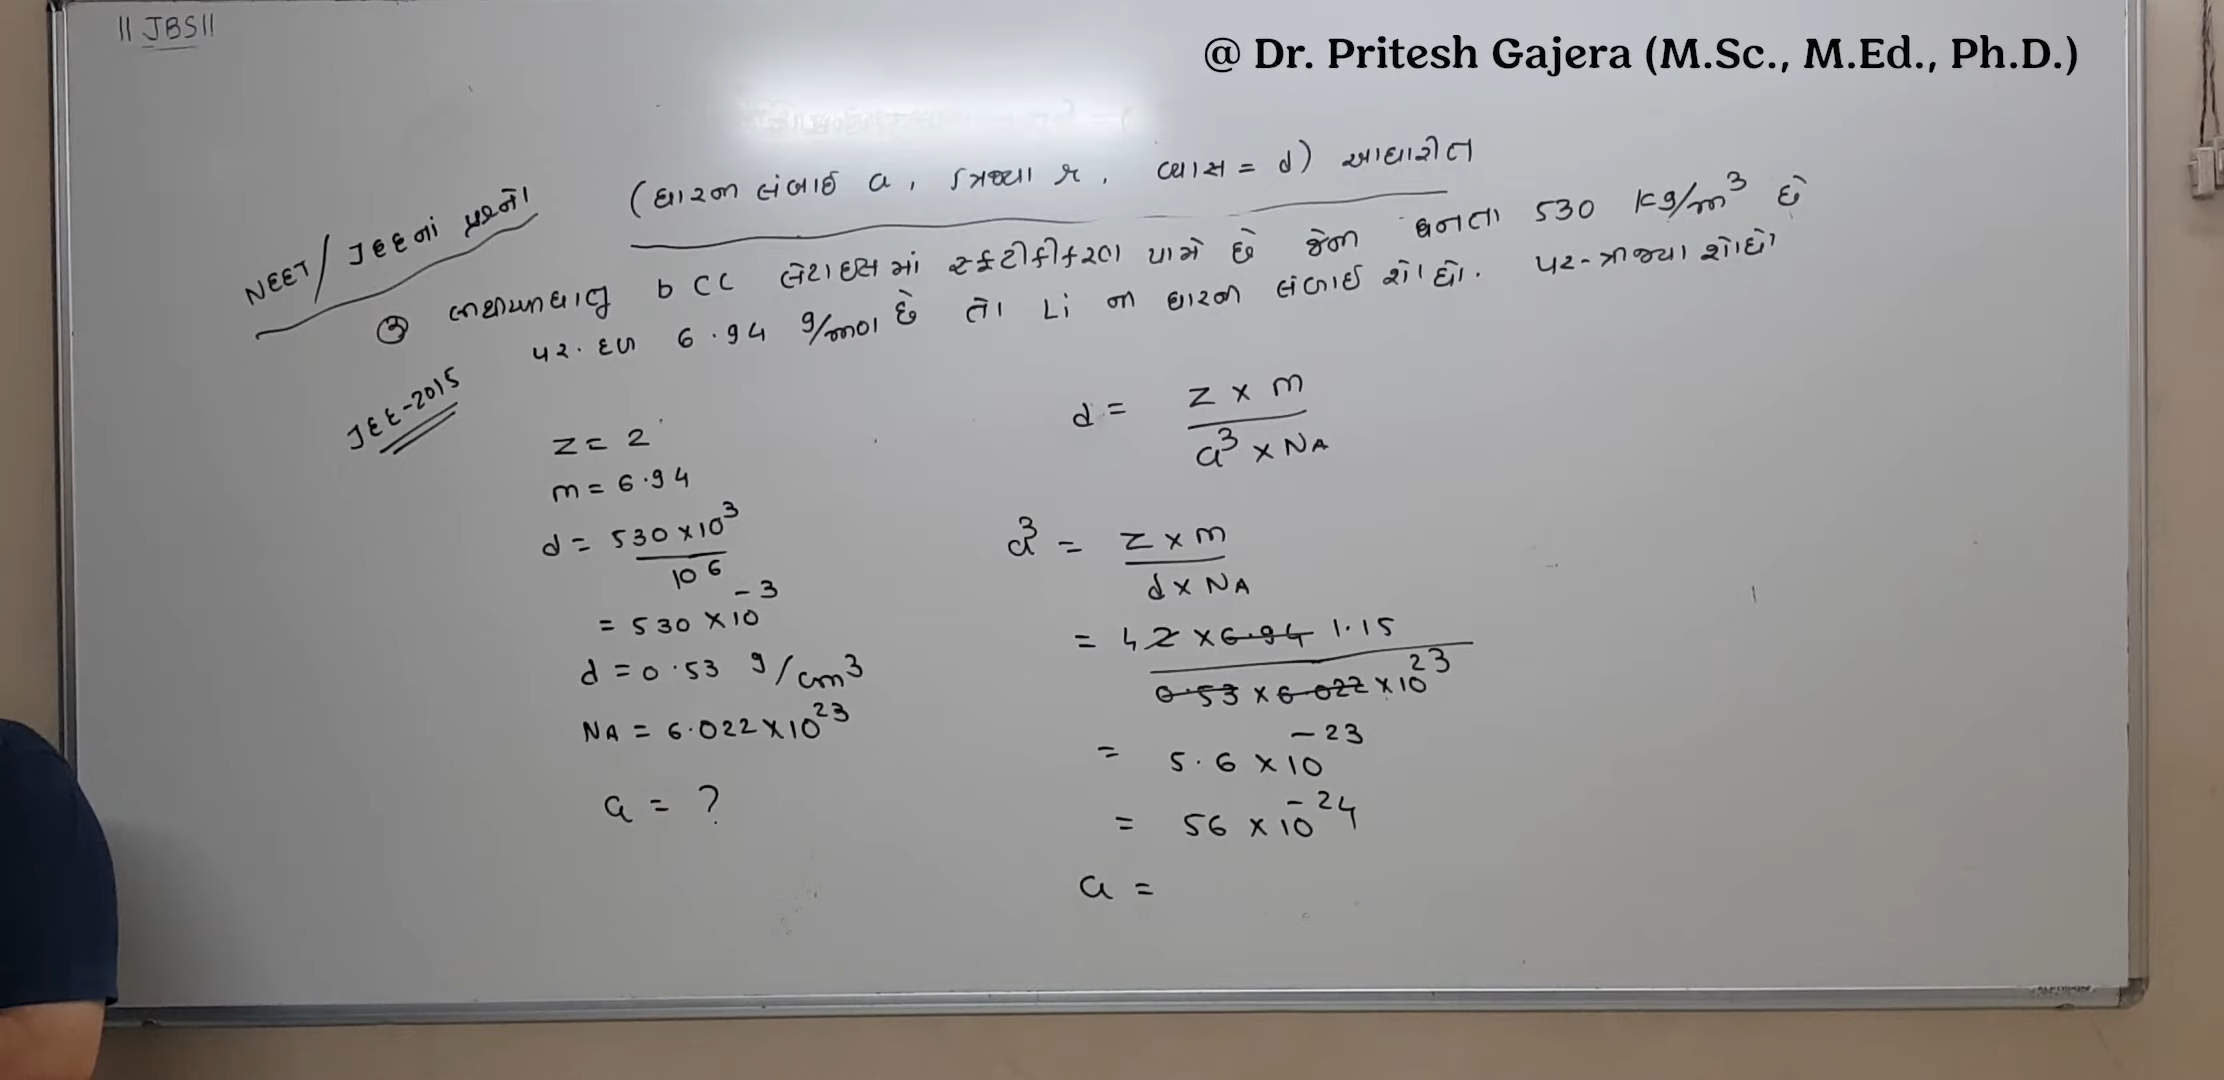 || JBS ||
@ Dr. Pritesh Gajera (M.Sc., M.Ed., Ph.D.)
NEET / JEEનાં પ્રશ્નો
(ધારની લંબાઈ a, ત્રિજ્યા r, વ્યાસ = d) આધારીત
③ લીથીયમ ધાતુ bcc લેટાઇસ માં સ્ફટીકીકરણ પામે છે જેની ઘનતા 530 kg/m³ છે
પર. દળ 6.94 g/mol છે તો Li ની ધારની લંબાઈ શોધો. પર-ત્રીજ્યા શોધો
JEE-2015
z = 2
m = 6.94
d = 530 × 10³
10⁶
= 530 × 10⁻³
d = 0.53 g/cm³
NA = 6.022 × 10²³
a = ?
d = z × m
a³ × NA
a³ = z × m
d × NA
= 4 2 × 6.94 1.15
0.53 × 6.022 × 10²³
= 5.6 × 10⁻²³
= 56 × 10⁻²⁴
a =